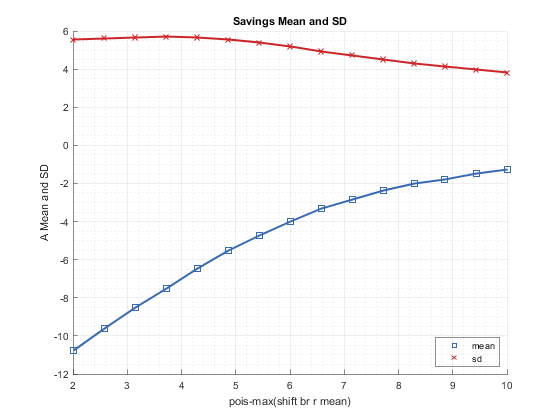 Savings Mean and SD
6
4
2
0
-2
-4
-6
-8
-10
-12
A Mean and SD
2 3 4 5 6 7 8 9 10
pois-max(shift br r mean)
mean
sd